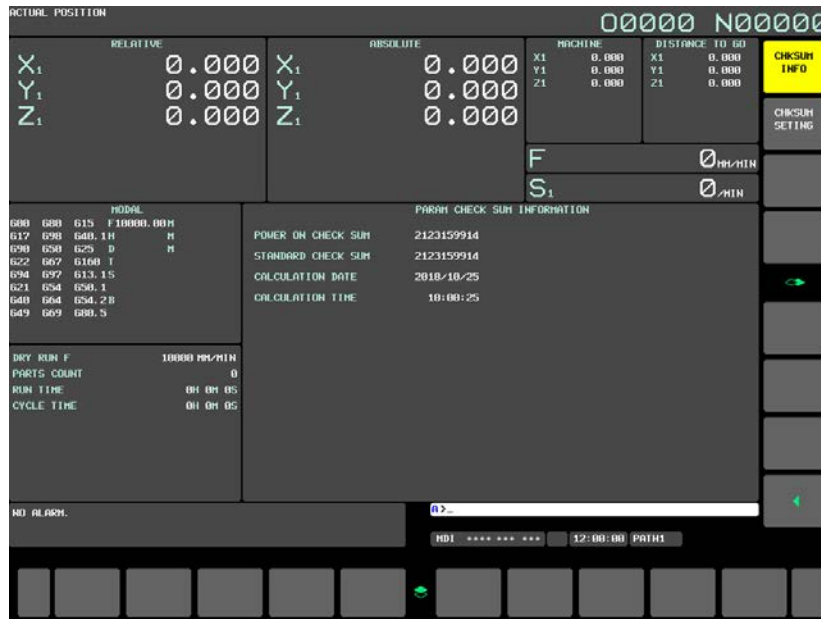 ACTUAL POSITION
O0000 N00000
RELATIVE
X1 0.000
Y1 0.000
Z1 0.000
ABSOLUTE
X1 0.000
Y1 0.000
Z1 0.000
MACHINE
X1 0.000
Y1 0.000
Z1 0.000
DISTANCE TO GO
X1 0.000
Y1 0.000
Z1 0.000
F 0 MM/MIN
S1 0 /MIN
CHKSUM
INFO
CHKSUM
SETING
MODAL
G00 G80 G15 F10000.00 M
G17 G98 G40.1 H M
G90 G50 G25 D M
G22 G67 G160 T
G94 G97 G13.1 S
G21 G54 G50.1
G40 G64 G54.2 B
G49 G69 G80.5
DRY RUN F 10000 MM/MIN
PARTS COUNT 0
RUN TIME 0H 0M 0S
CYCLE TIME 0H 0M 0S
PARAM CHECK SUM INFORMATION
POWER ON CHECK SUM 2123159914
STANDARD CHECK SUM 2123159914
CALCULATION DATE 2018/10/25
CALCULATION TIME 10:00:25
NO ALARM.
A>_
MDI **** *** *** 12:00:00 PATH1